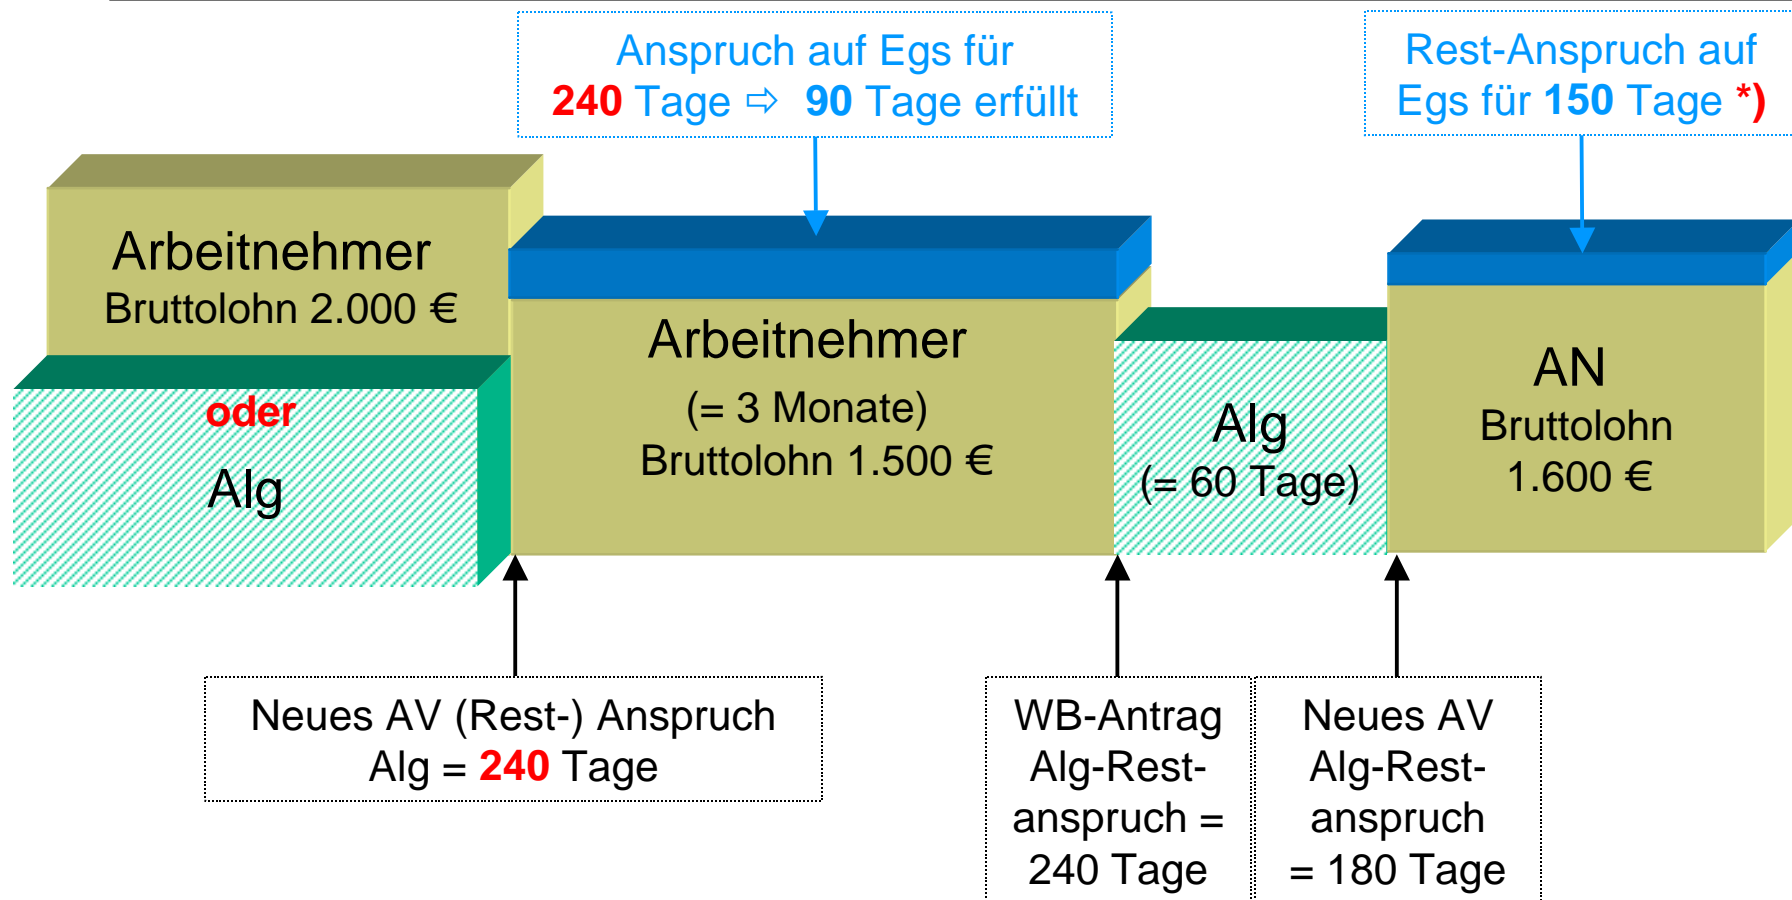 Anspruch auf Egs für
240 Tage ⇨ 90 Tage erfüllt
Rest-Anspruch auf
Egs für 150 Tage *)
Arbeitnehmer
Bruttolohn 2.000 €
oder
Alg
Arbeitnehmer
(= 3 Monate)
Bruttolohn 1.500 €
Alg
(= 60 Tage)
AN
Bruttolohn
1.600 €
Neues AV (Rest-) Anspruch
Alg = 240 Tage
WB-Antrag
Alg-Rest-
anspruch =
240 Tage
Neues AV
Alg-Rest-
anspruch
= 180 Tage